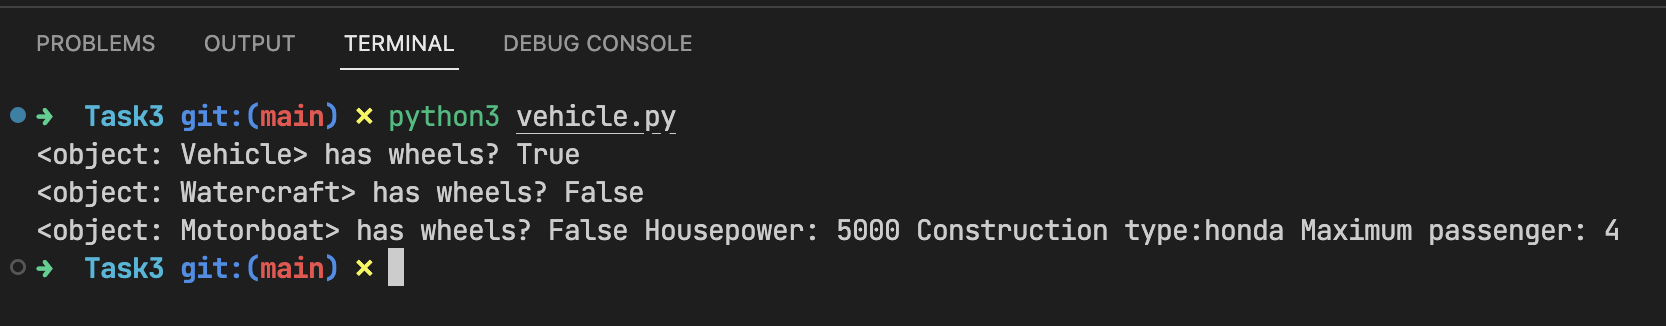 PROBLEMS OUTPUT TERMINAL DEBUG CONSOLE
➜ Task3 git:(main) ✗ python3 vehicle.py
<object: Vehicle> has wheels? True
<object: Watercraft> has wheels? False
<object: Motorboat> has wheels? False Housepower: 5000 Construction type:honda Maximum passenger: 4
➜ Task3 git:(main) ✗